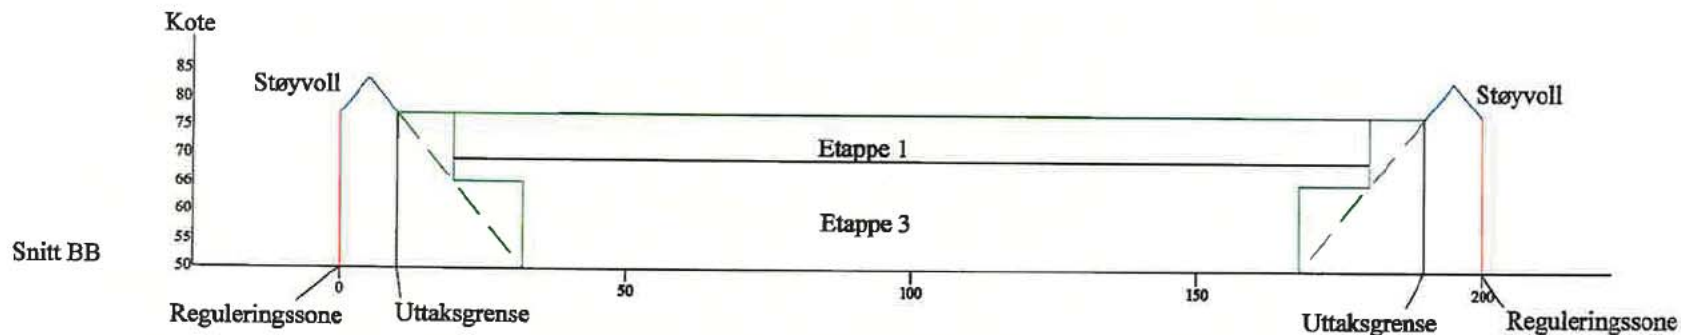 Kote
85
80
75
70
66
60
55
50
Støyvoll
Støyvoll
Etappe 1
Etappe 3
Snitt BB
0
50
100
150
200
Reguleringssone
Uttaksgrense
Uttaksgrense
Reguleringssone